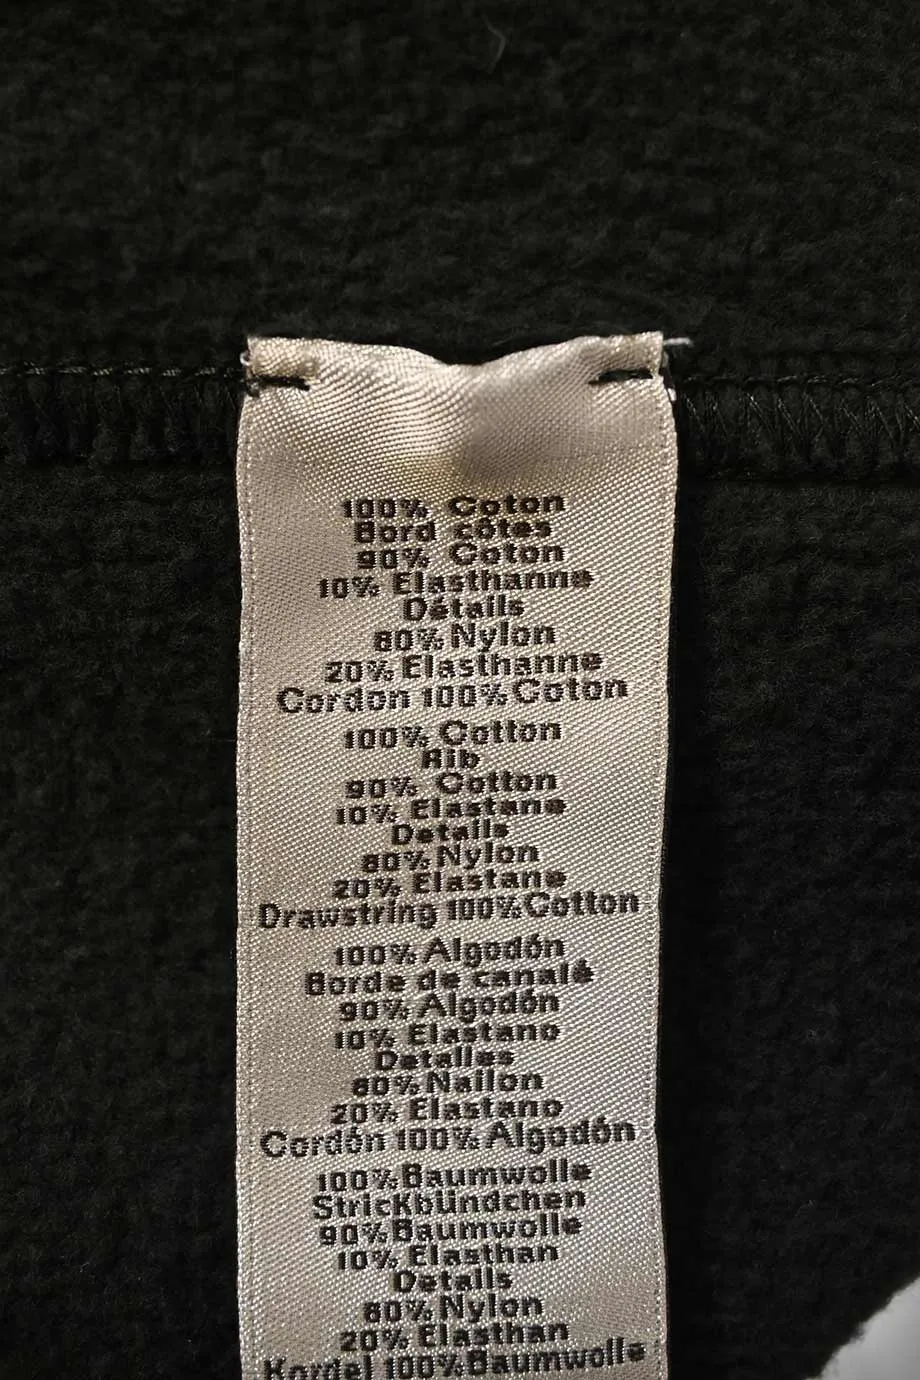 100% Coton
Bord côtes
90% Coton
10% Elasthanne
Détails
80% Nylon
20% Elasthanne
Cordon 100% Coton
100% Cotton
Rib
90% Cotton
10% Elastane
Details
80% Nylon
20% Elastane
Drawstring 100% Cotton
100% Algodón
Borde de canalé
90% Algodón
10% Elastano
Detalles
80% Nailon
20% Elastano
Cordón 100% Algodón
100% Baumwolle
Strickbündchen
90% Baumwolle
10% Elasthan
Details
80% Nylon
20% Elasthan
Kordel 100% Baumwolle